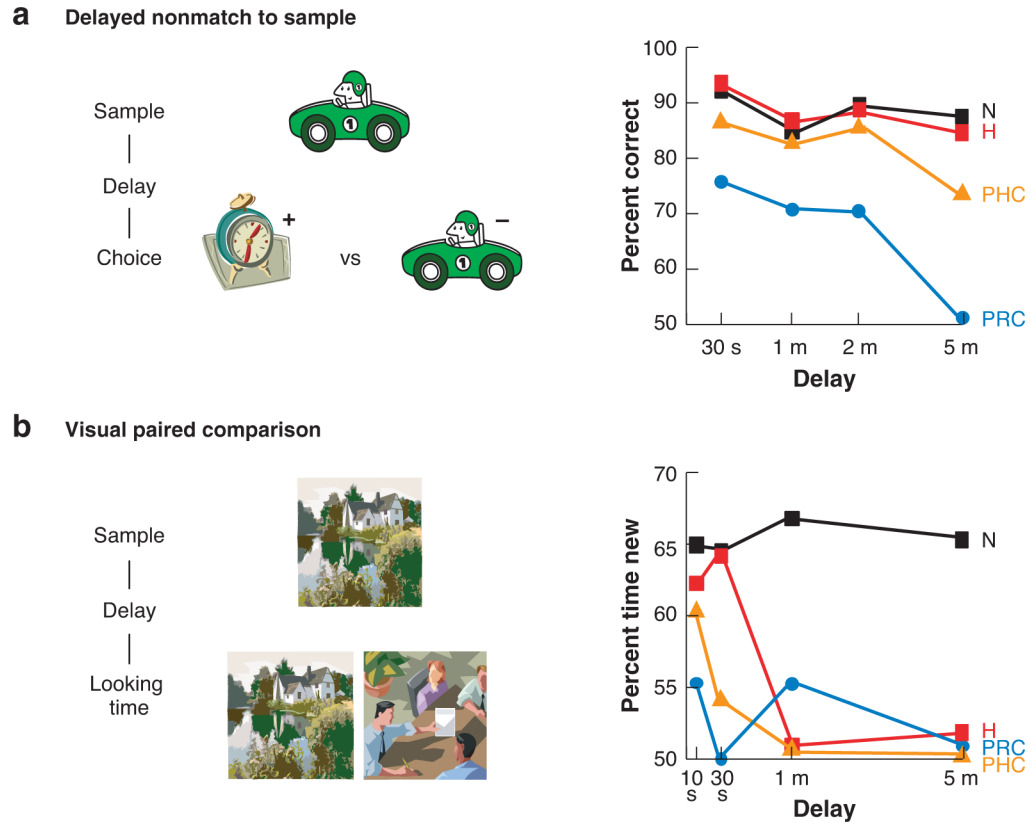 a Delayed nonmatch to sample
Sample
Delay
Choice
1
+
vs
1
–
Percent correct
100
90
80
70
60
50
30 s
1 m
2 m
5 m
Delay
N
H
PHC
PRC
b Visual paired comparison
Sample
Delay
Looking
time
Percent time new
70
65
60
55
50
10
s
30
s
1 m
5 m
Delay
N
H
PRC
PHC